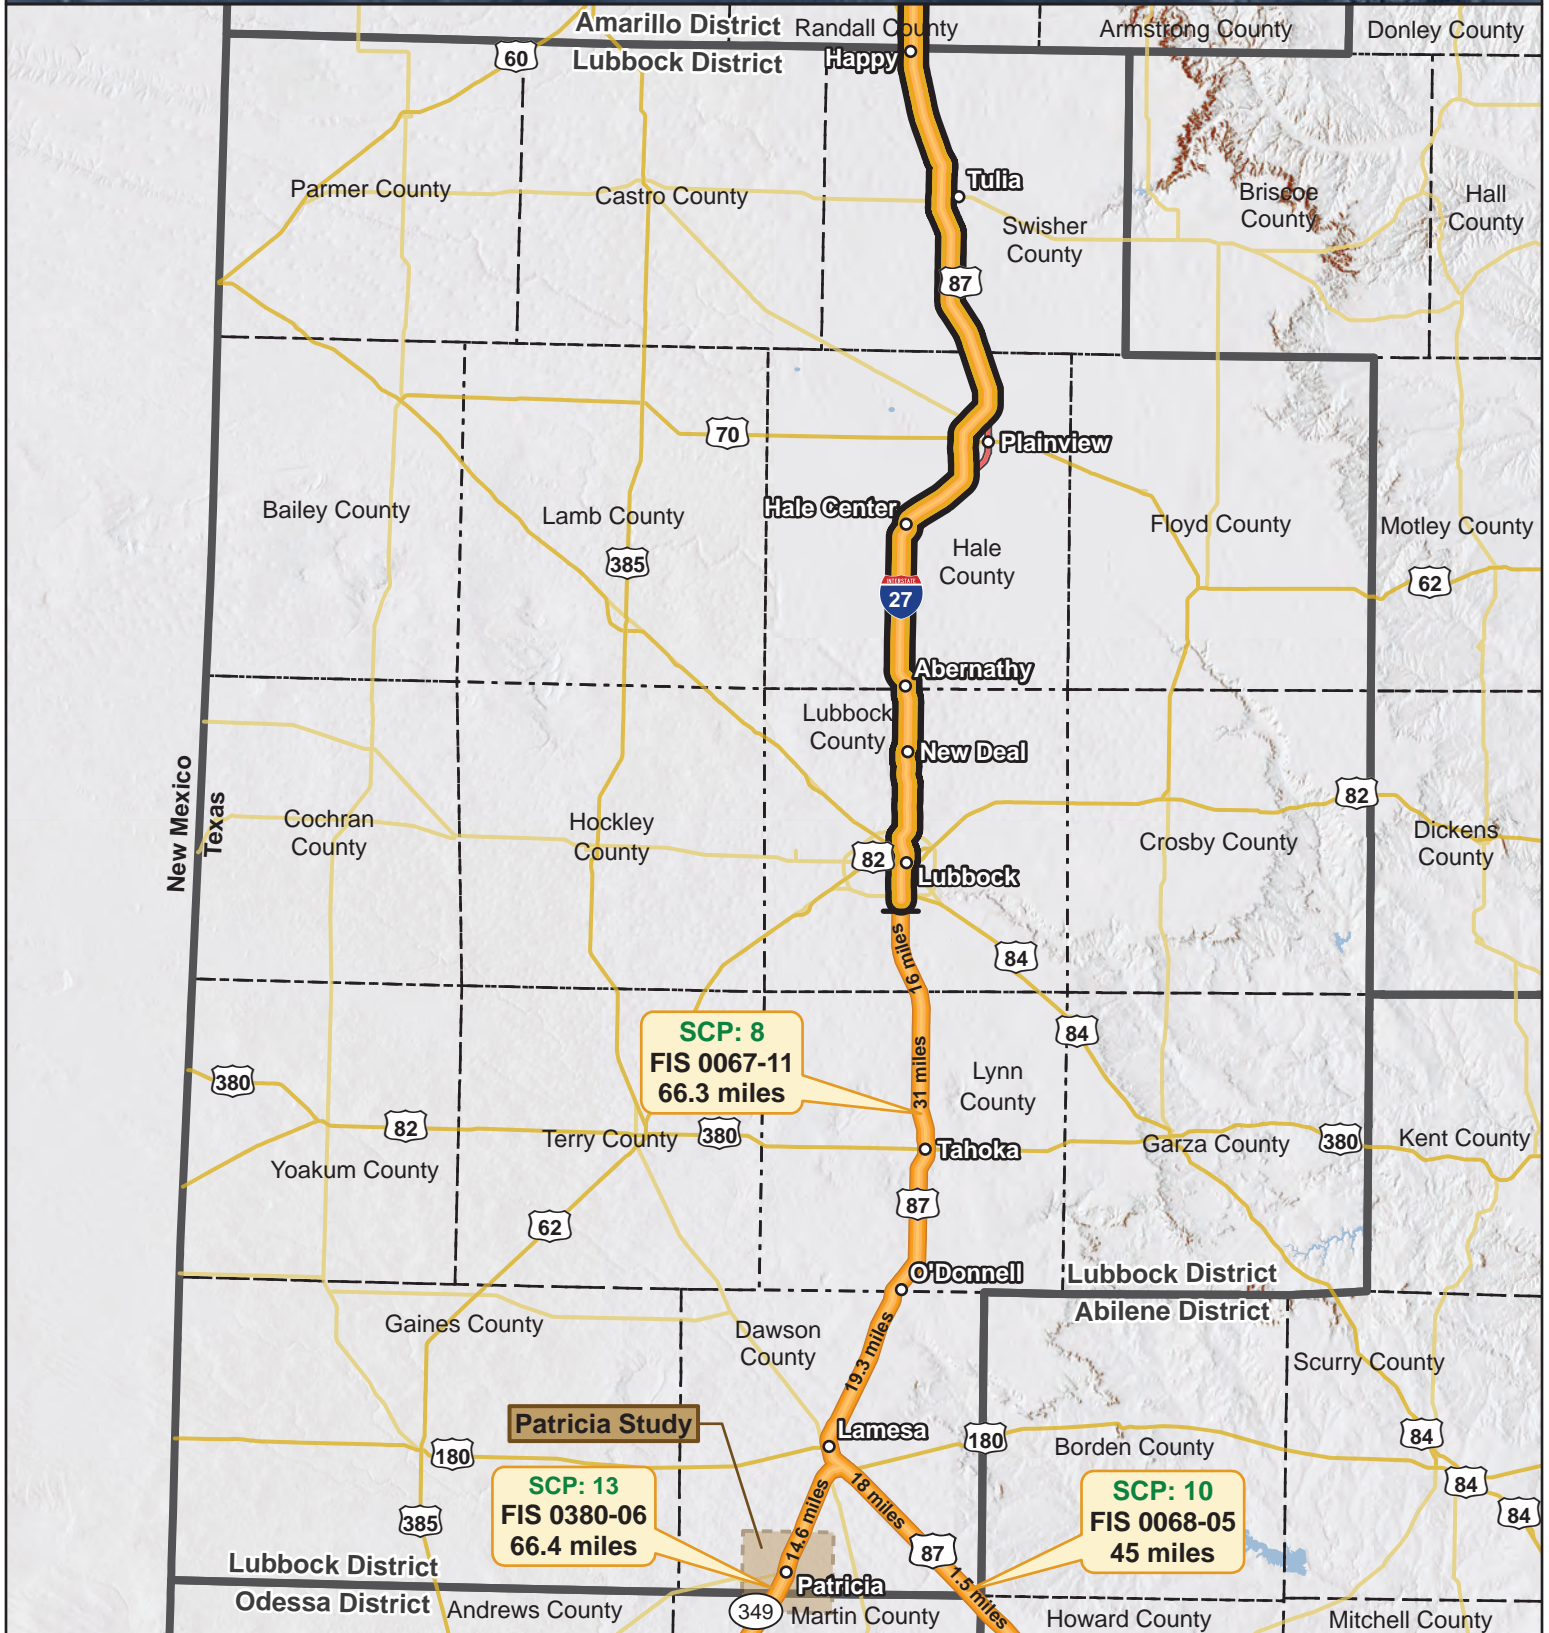 Amarillo District
Randall County
Armstrong County
Donley County
Lubbock District
Happy
60
Parmer County
Castro County
Tulia
Swisher
County
Briscoe
County
Hall
County
87
70
Plainview
Bailey County
Lamb County
Hale Center
Floyd County
Motley County
385
Hale
County
62
INTERSTATE
27
Abernathy
Lubbock
County
New Deal
New Mexico
Texas
82
Cochran
County
Hockley
County
Crosby County
Dickens
County
82
Lubbock
16 miles
84
84
SCP: 8
FIS 0067-11
66.3 miles
31 miles
Lynn
County
380
82
Terry County
380
Garza County
380
Kent County
Yoakum County
Tahoka
87
62
O'Donnell
Lubbock District
Abilene District
Gaines County
Dawson
County
19.3 miles
Scurry County
Patricia Study
Lamesa
180
180
Borden County
84
84
84
SCP: 13
FIS 0380-06
66.4 miles
14.6 miles
18 miles
SCP: 10
FIS 0068-05
45 miles
385
87
1.5 miles
Lubbock District
Odessa District
Patricia
Andrews County
349
Martin County
Howard County
Mitchell County